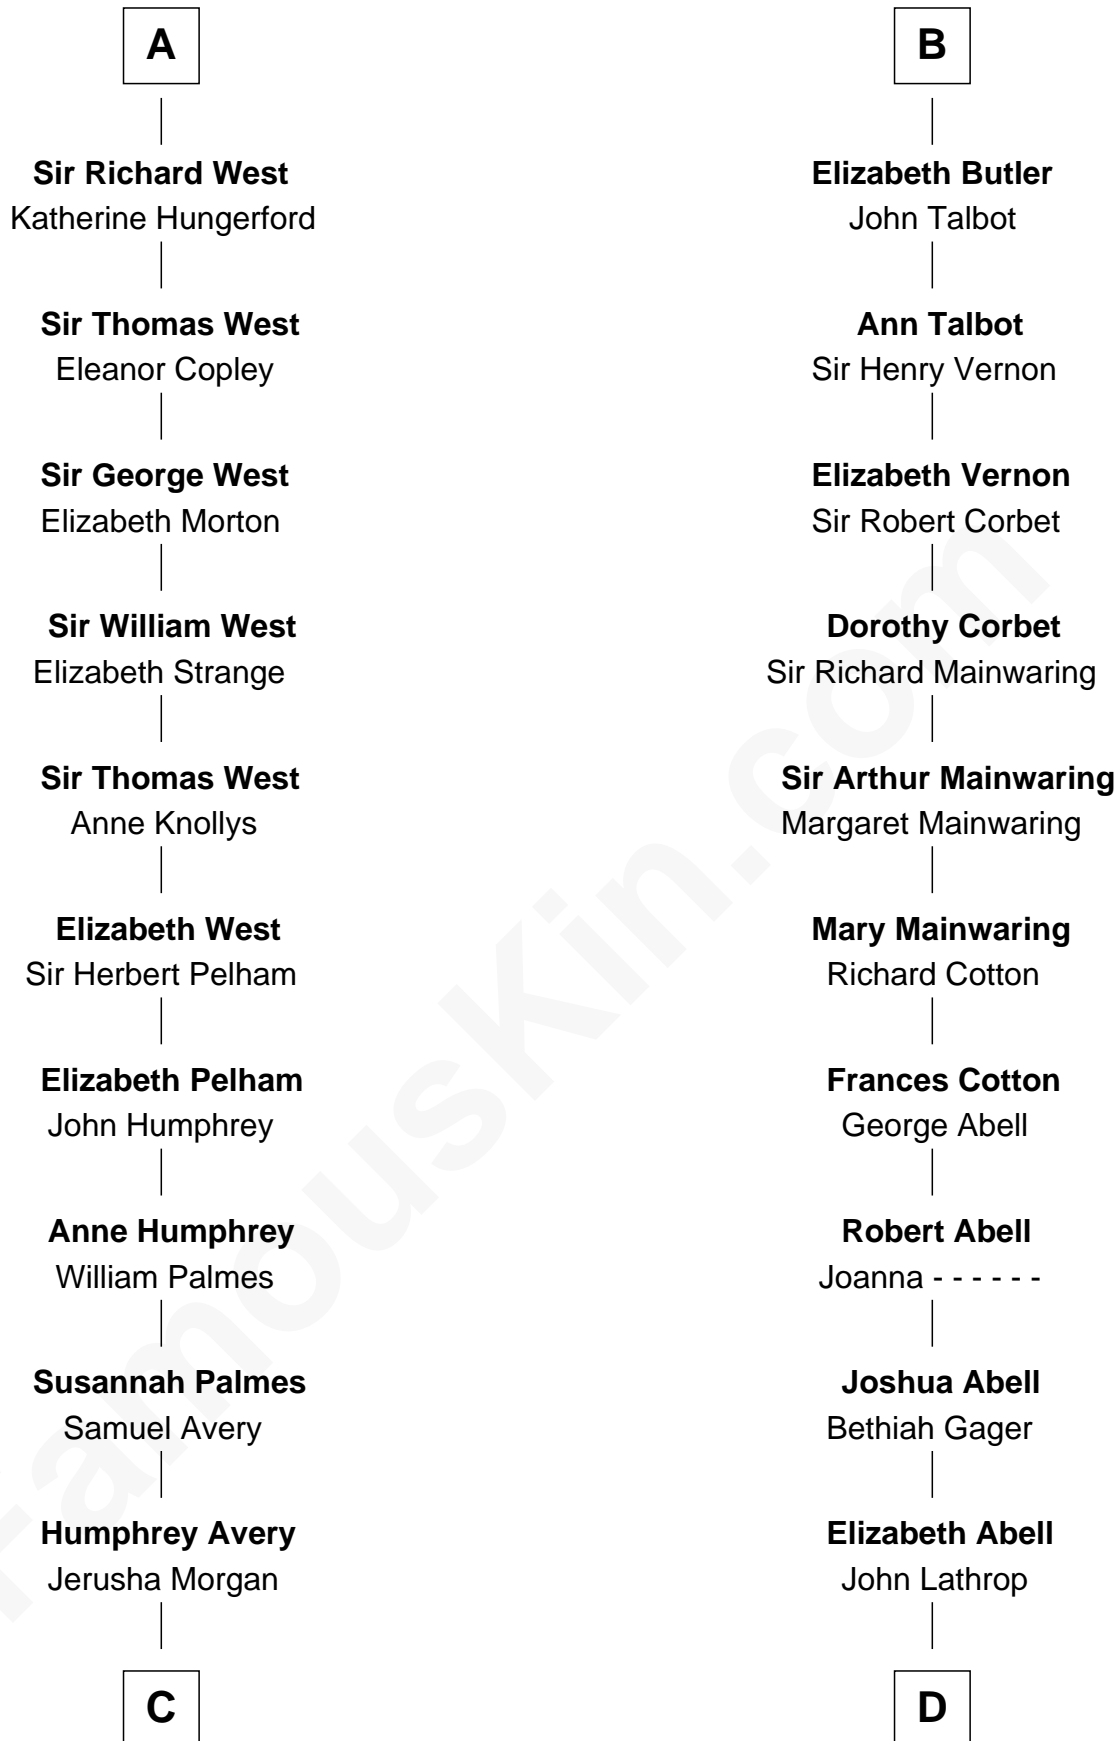 A
Sir Richard West
Katherine Hungerford
Sir Thomas West
Eleanor Copley
Sir George West
Elizabeth Morton
Sir William West
Elizabeth Strange
Sir Thomas West
Anne Knollys
Elizabeth West
Sir Herbert Pelham
Elizabeth Pelham
John Humphrey
Anne Humphrey
William Palmes
Susannah Palmes
Samuel Avery
Humphrey Avery
Jerusha Morgan
C
B
Elizabeth Butler
John Talbot
Ann Talbot
Sir Henry Vernon
Elizabeth Vernon
Sir Robert Corbet
Dorothy Corbet
Sir Richard Mainwaring
Sir Arthur Mainwaring
Margaret Mainwaring
Mary Mainwaring
Richard Cotton
Frances Cotton
George Abell
Robert Abell
Joanna - - - - - -
Joshua Abell
Bethiah Gager
Elizabeth Abell
John Lathrop
D
FamousKin.com